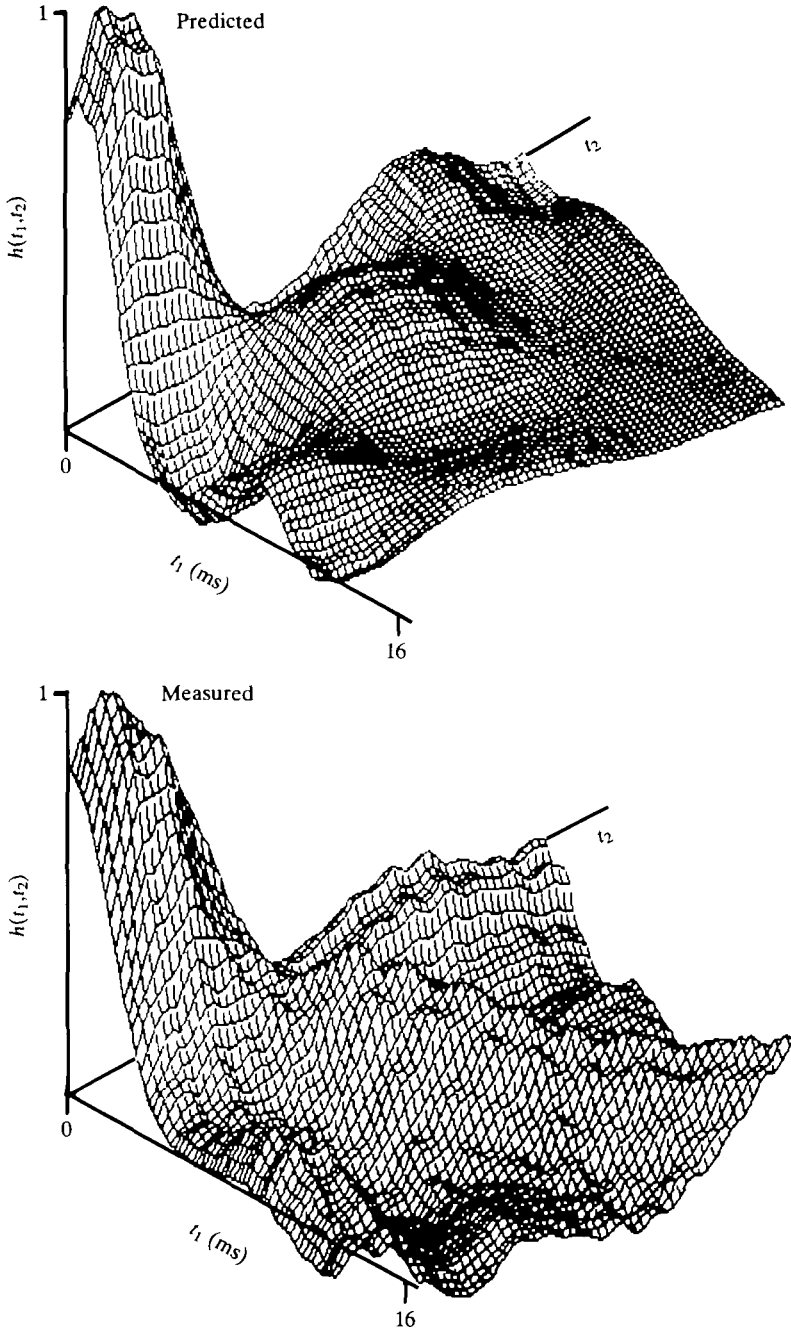 1
Predicted
t₂
h(t₁,t₂)
0
t₁ (ms)
16
1
Measured
t₂
h(t₁,t₂)
0
t₁ (ms)
16